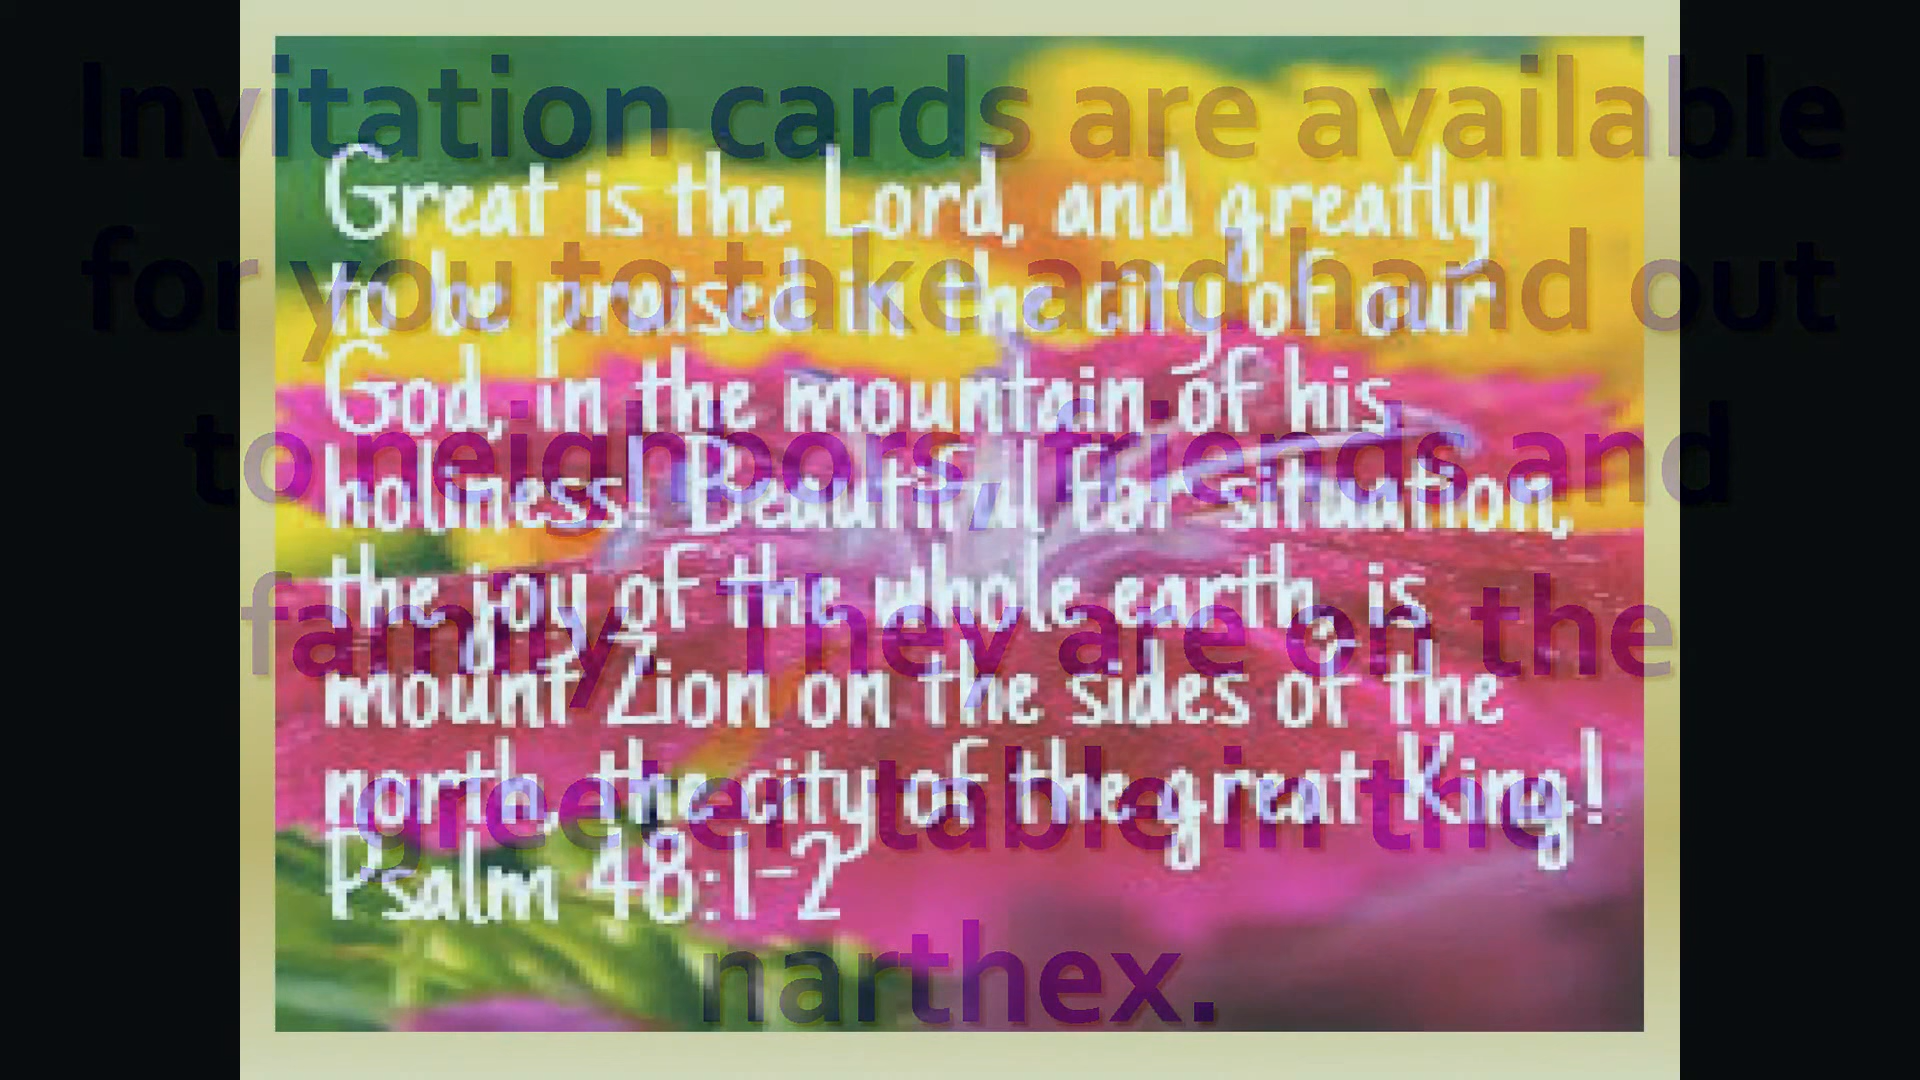 Great is the Lord, and greatly
to be praised in the city of our
God, in the mountain of his
holiness! Beautiful for situation,
the joy of the whole earth, is
mount Zion on the sides of the
north, the city of the great King!
Psalm 48:1-2
Invitation cards are available
for you to take and hand out
to neighbors, friends and
family. They are on the
greeter table in the
narthex.